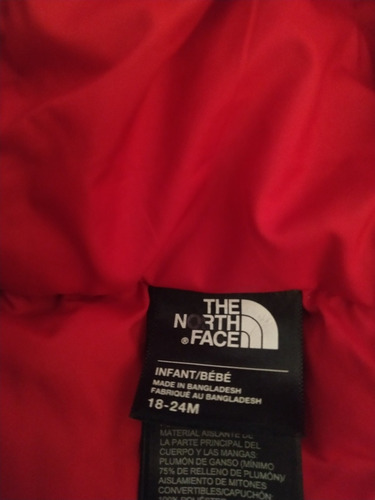 THE
NORTH
FACE
®
INFANT/BÉBÉ
MADE IN BANGLADESH
FABRIQUÉ AU BANGLADESH
18-24M
MATERIAL AISLANTE DE
LA PARTE PRINCIPAL DEL
CUERPO Y LAS MANGAS:
PLUMÓN DE GANSO (MÍNIMO
75% DE RELLENO DE PLUMÓN)/
AISLAMIENTO DE MITONES
CONVERTIBLES/CAPUCHÓN